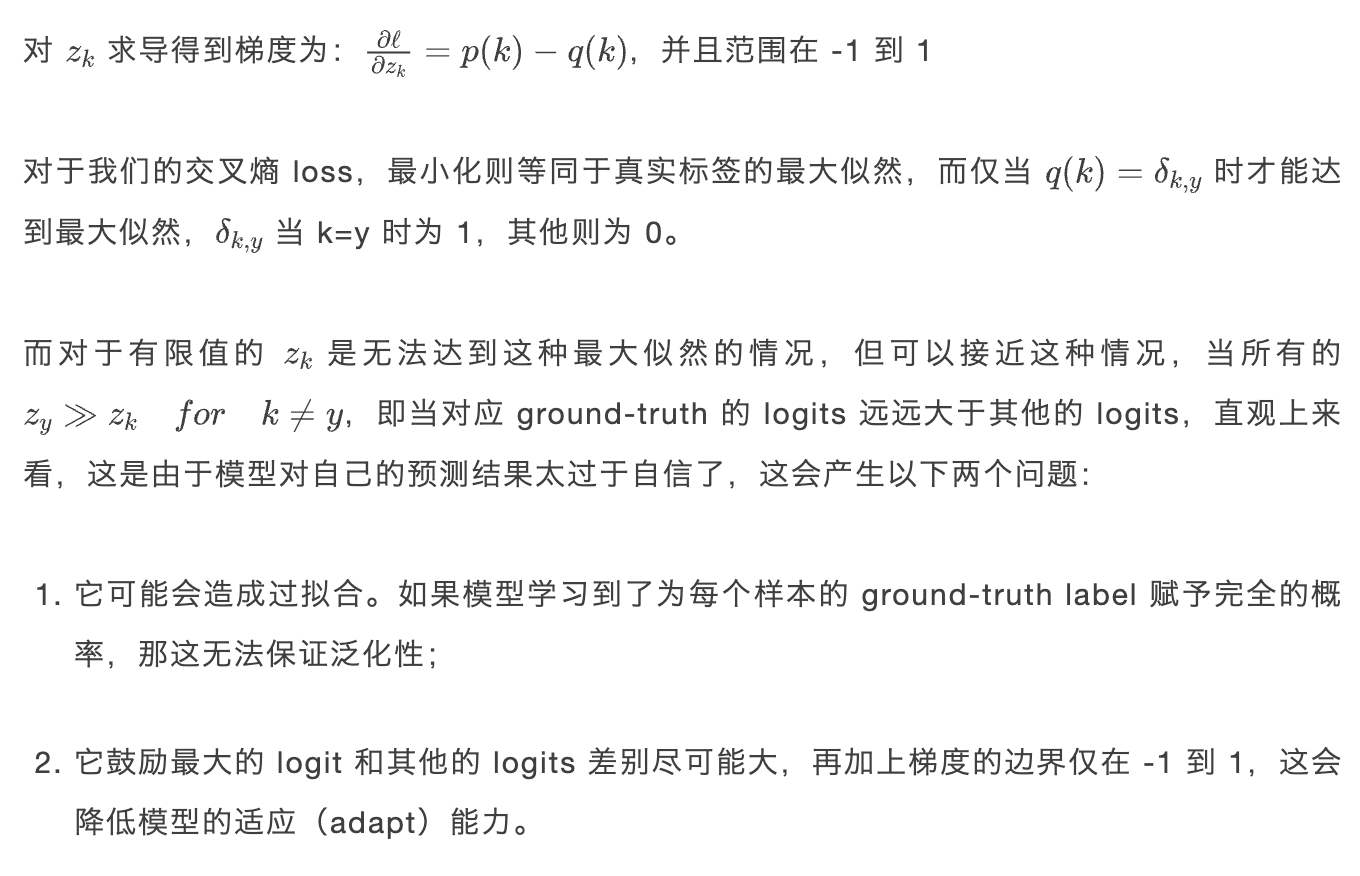 对 $z_k$ 求导得到梯度为：$\frac{\partial \ell}{\partial z_k} = p(k) - q(k)$，并且范围在 -1 到 1
对于我们的交叉熵 loss，最小化则等同于真实标签的最大似然，而仅当 $q(k) = \delta_{k,y}$ 时才能达
到最大似然，$\delta_{k,y}$ 当 k=y 时为 1，其他则为 0。
而对于有限值的 $z_k$ 是无法达到这种最大似然的情况，但可以接近这种情况，当所有的
$z_y \gg z_k \quad for \quad k \neq y$，即当对应 ground-truth 的 logits 远远大于其他的 logits，直观上来
看，这是由于模型对自己的预测结果太过于自信了，这会产生以下两个问题：
1. 它可能会造成过拟合。如果模型学习到了为每个样本的 ground-truth label 赋予完全的概
率，那这无法保证泛化性；
2. 它鼓励最大的 logit 和其他的 logits 差别尽可能大，再加上梯度的边界仅在 -1 到 1，这会
降低模型的适应（adapt）能力。